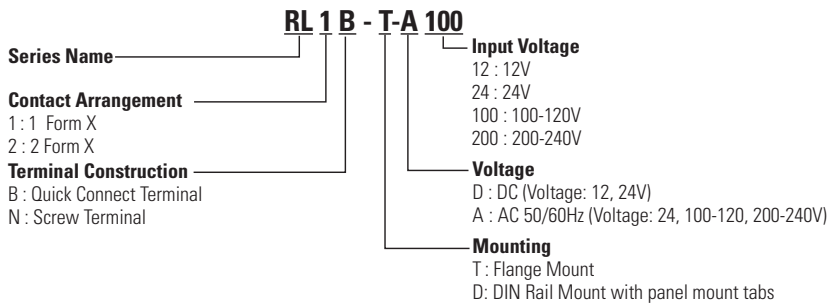 RL 1 B - T-A 100
Series Name
Contact Arrangement
1 : 1 Form X
2 : 2 Form X
Terminal Construction
B : Quick Connect Terminal
N : Screw Terminal
Input Voltage
12 : 12V
24 : 24V
100 : 100-120V
200 : 200-240V
Voltage
D : DC (Voltage: 12, 24V)
A : AC 50/60Hz (Voltage: 24, 100-120, 200-240V)
Mounting
T : Flange Mount
D: DIN Rail Mount with panel mount tabs